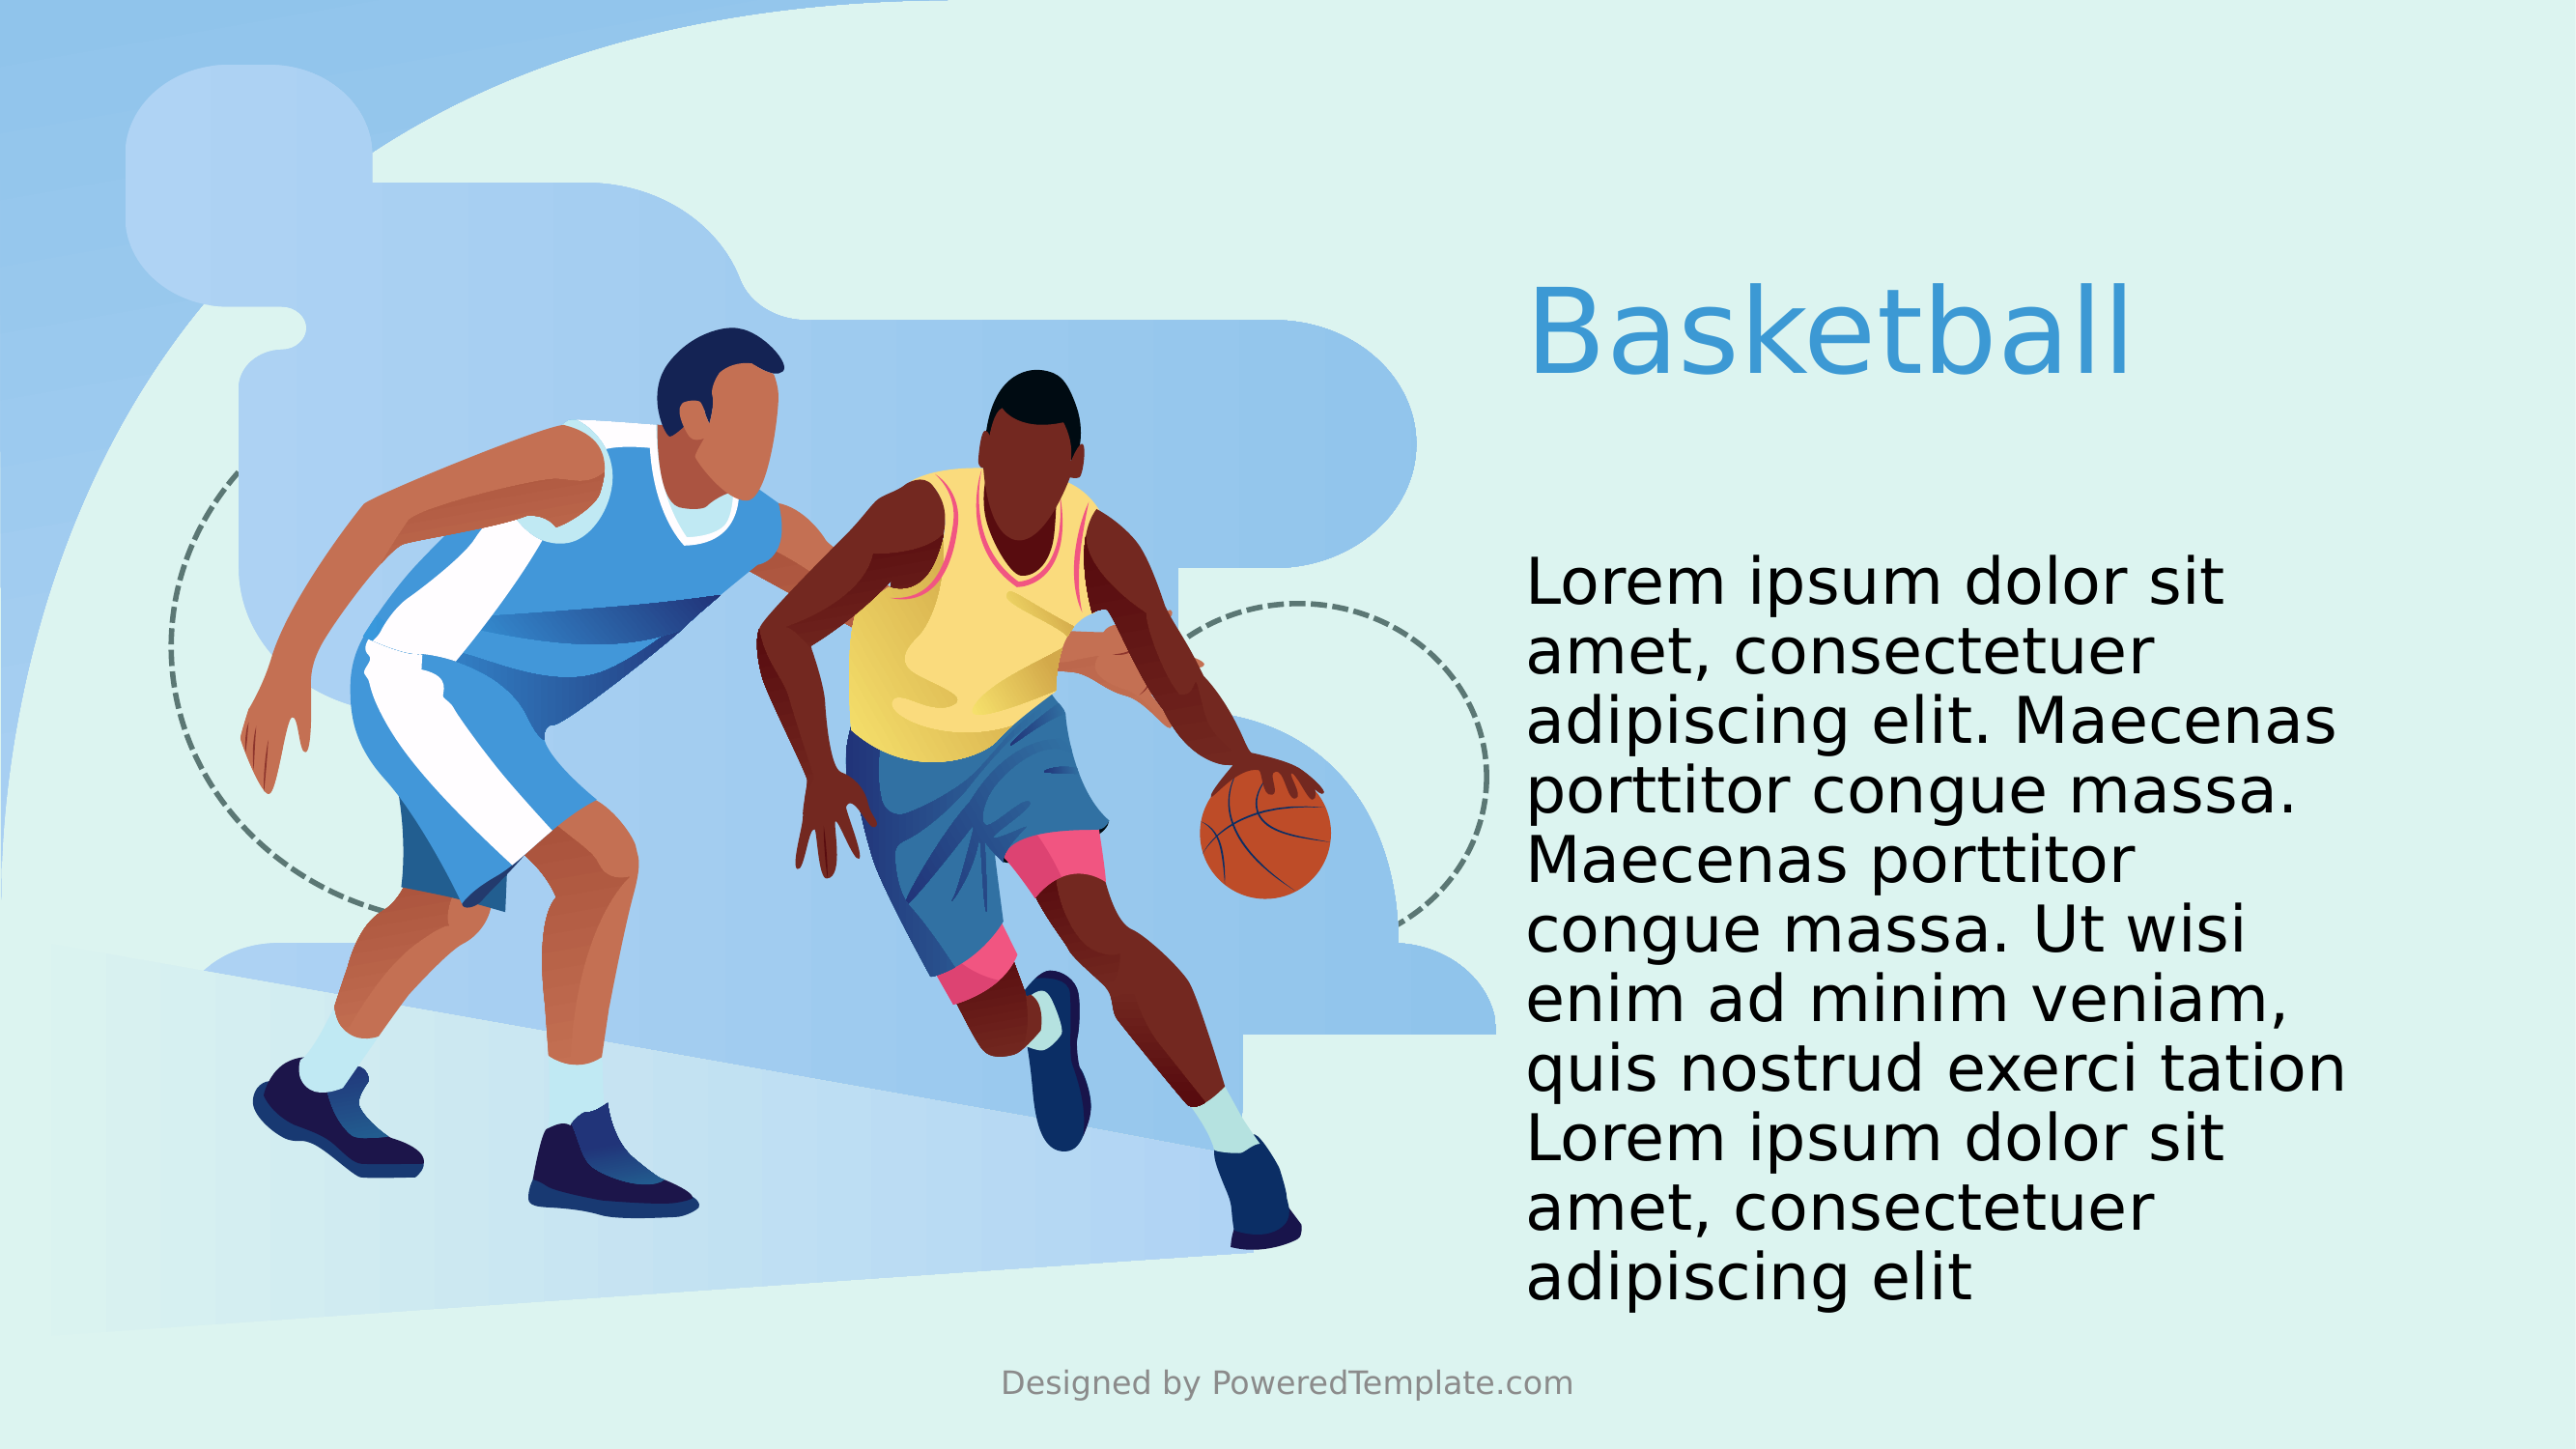 Basketball
Lorem ipsum dolor sit
amet, consectetuer
adipiscing elit. Maecenas
porttitor congue massa.
Maecenas porttitor
congue massa. Ut wisi
enim ad minim veniam,
quis nostrud exerci tation
Lorem ipsum dolor sit
amet, consectetuer
adipiscing elit
Designed by PoweredTemplate.com